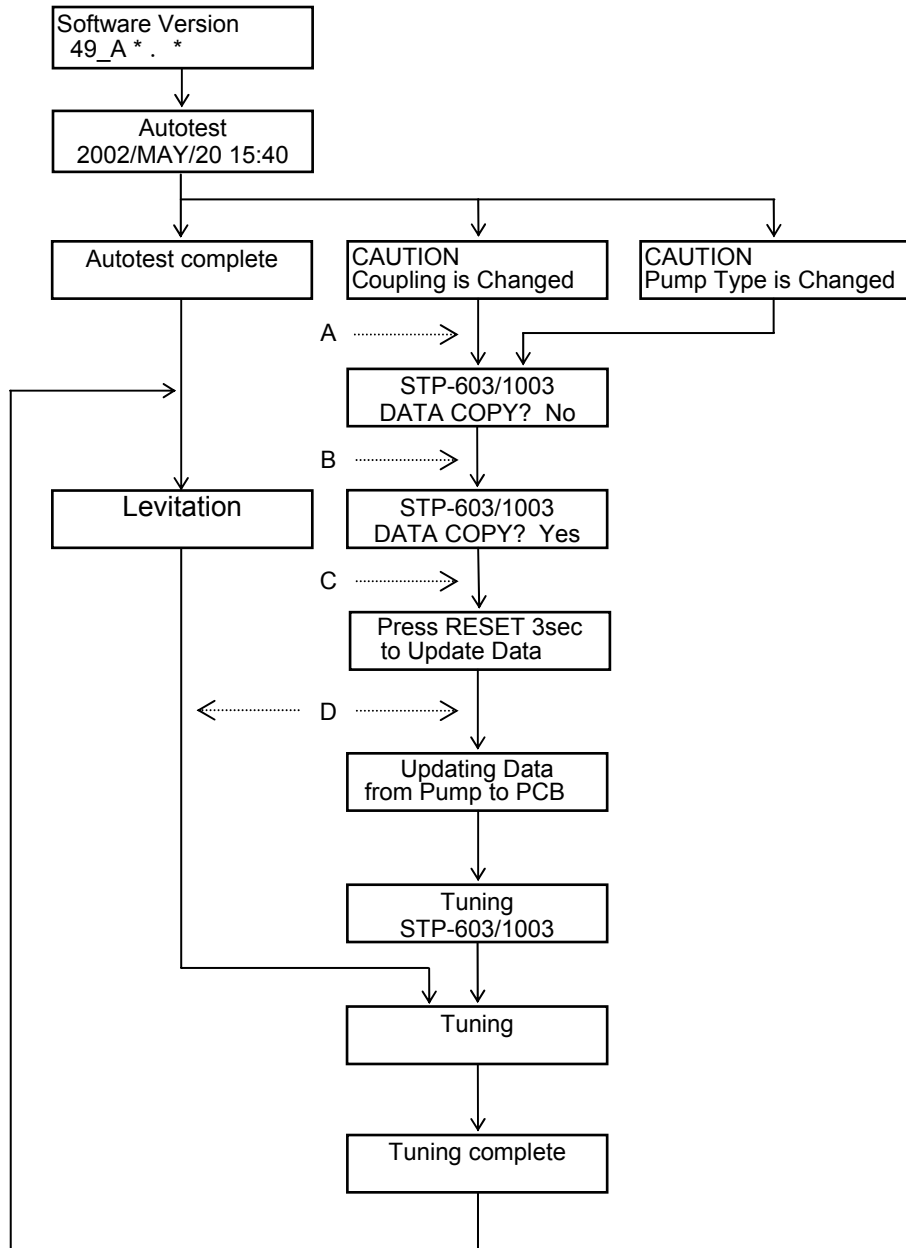 Software Version
49_A * . *
Autotest
2002/MAY/20 15:40
Autotest complete
CAUTION
Coupling is Changed
CAUTION
Pump Type is Changed
A
STP-603/1003
DATA COPY? No
B
Levitation
STP-603/1003
DATA COPY? Yes
C
Press RESET 3sec
to Update Data
D
Updating Data
from Pump to PCB
Tuning
STP-603/1003
Tuning
Tuning complete